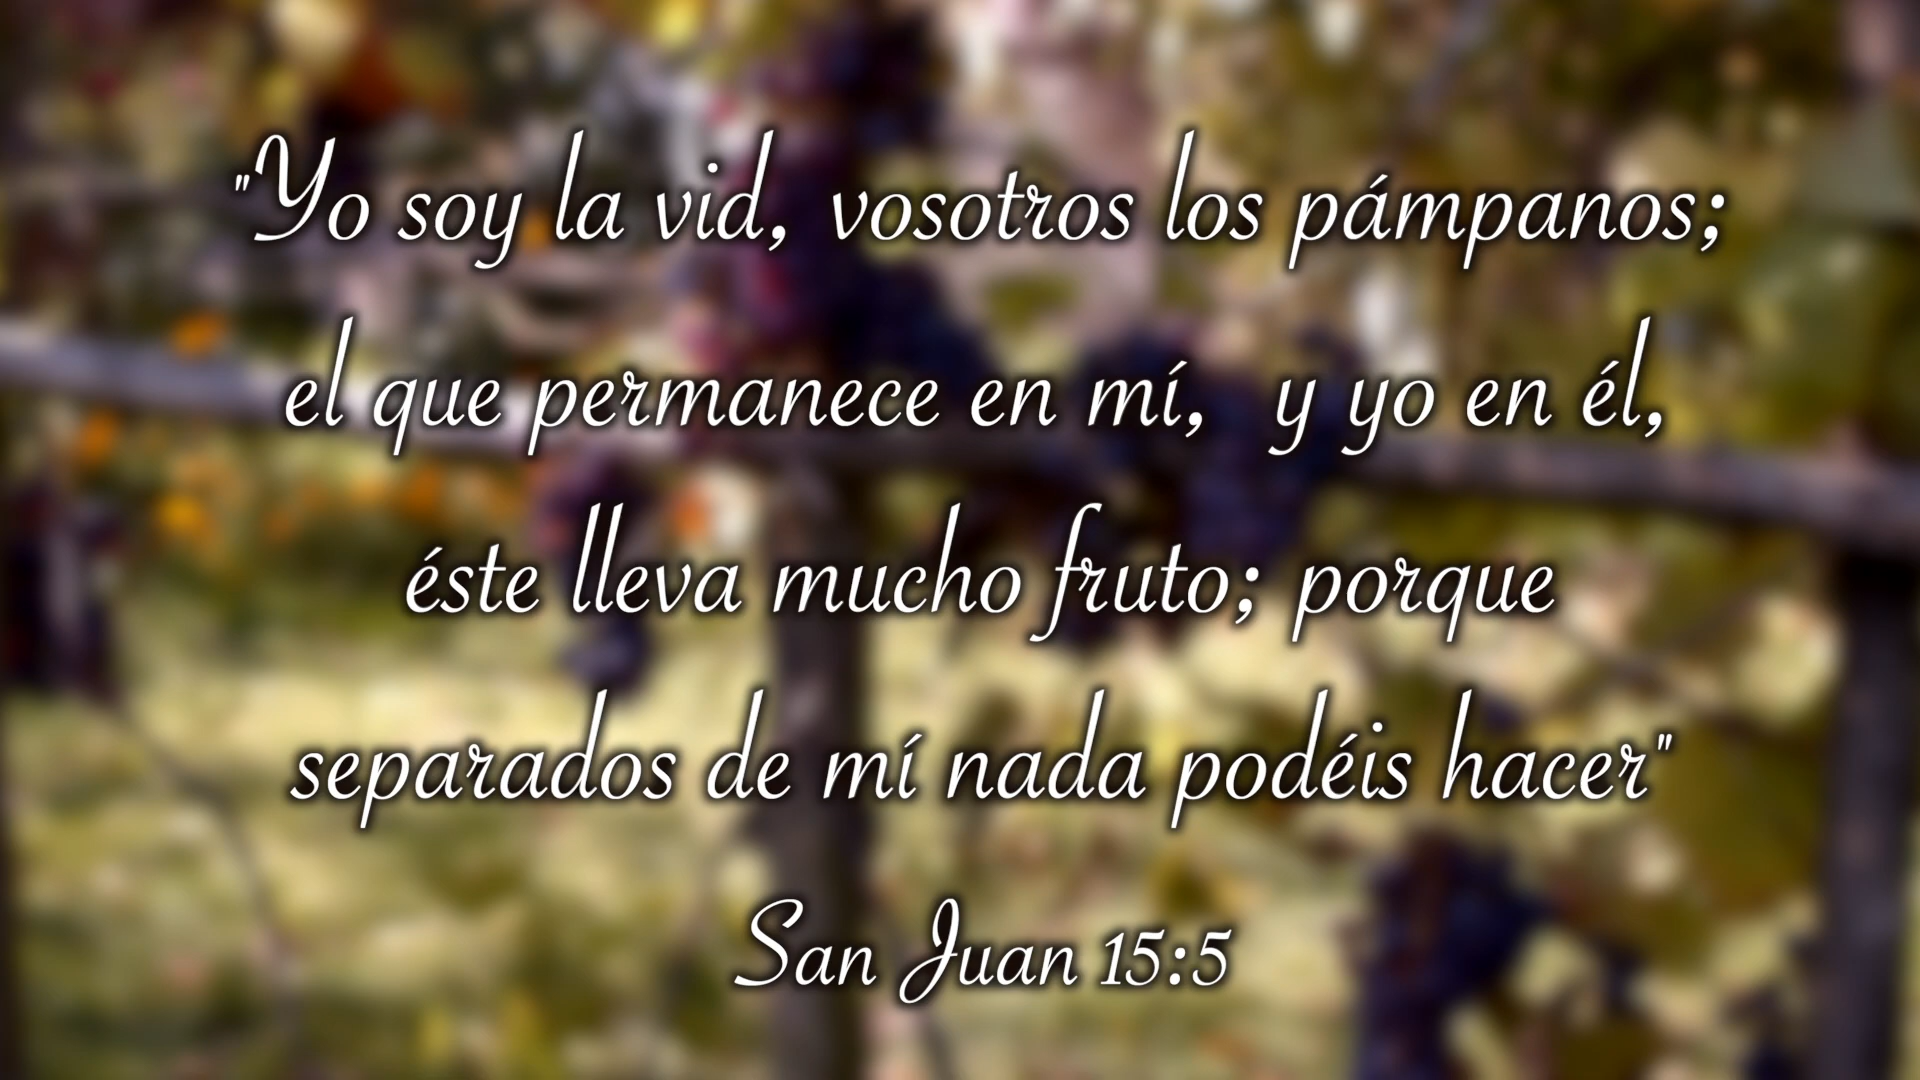 "Yo soy la vid, vosotros los pámpanos;
el que permanece en mí, y yo en él,
éste lleva mucho fruto; porque
separados de mí nada podéis hacer"
San Juan 15:5